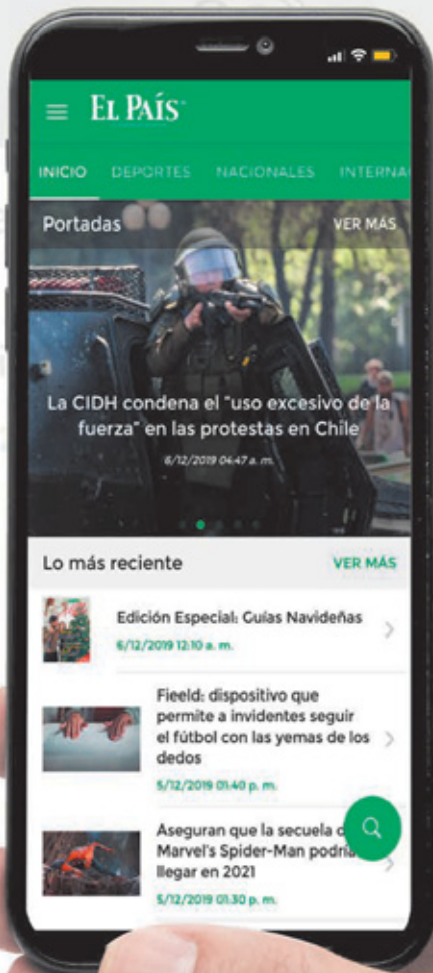 EL PAÍS
INICIO DEPORTES NACIONALES INTERNA
Portadas VER MÁS
La CIDH condena el "uso excesivo de la
fuerza" en las protestas en Chile
6/12/2019 04:47 a. m.
Lo más reciente VER MÁS
Edición Especial: Guías Navideñas
6/12/2019 12:10 a. m.
Fieeld: dispositivo que
permite a invidentes seguir
el fútbol con las yemas de los
dedos
5/12/2019 01:40 p. m.
Aseguran que la secuela
Marvel's Spider-Man podría
llegar en 2021
5/12/2019 01:30 p. m.